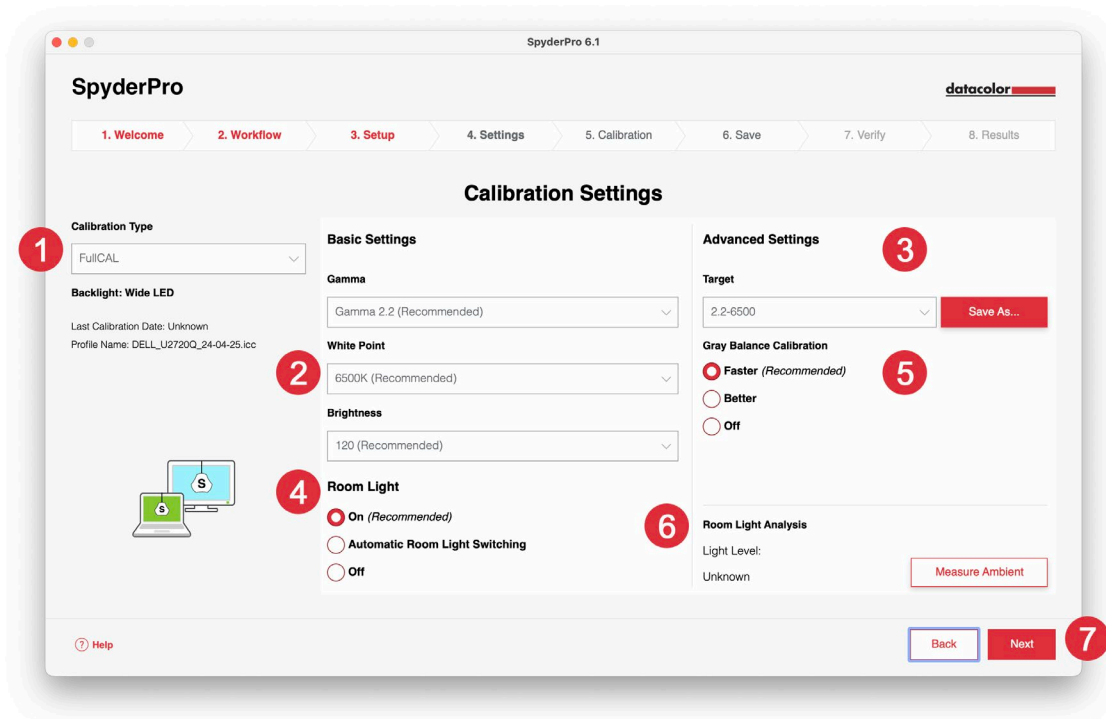 SpyderPro 6.1
SpyderPro
datacolor
1. Welcome
2. Workflow
3. Setup
4. Settings
5. Calibration
6. Save
7. Verify
8. Results
Calibration Settings
1
Calibration Type
FullCAL
Backlight: Wide LED
Last Calibration Date: Unknown
Profile Name: DELL_U2720Q_24-04-25.icc
S
S
Basic Settings
Gamma
Gamma 2.2 (Recommended)
2
White Point
6500K (Recommended)
Brightness
120 (Recommended)
4
Room Light
On (Recommended)
Automatic Room Light Switching
Off
Advanced Settings
3
Target
2.2-6500
Save As...
Gray Balance Calibration
5
Faster (Recommended)
Better
Off
6
Room Light Analysis
Light Level:
Unknown
Measure Ambient
? Help
Back
Next
7